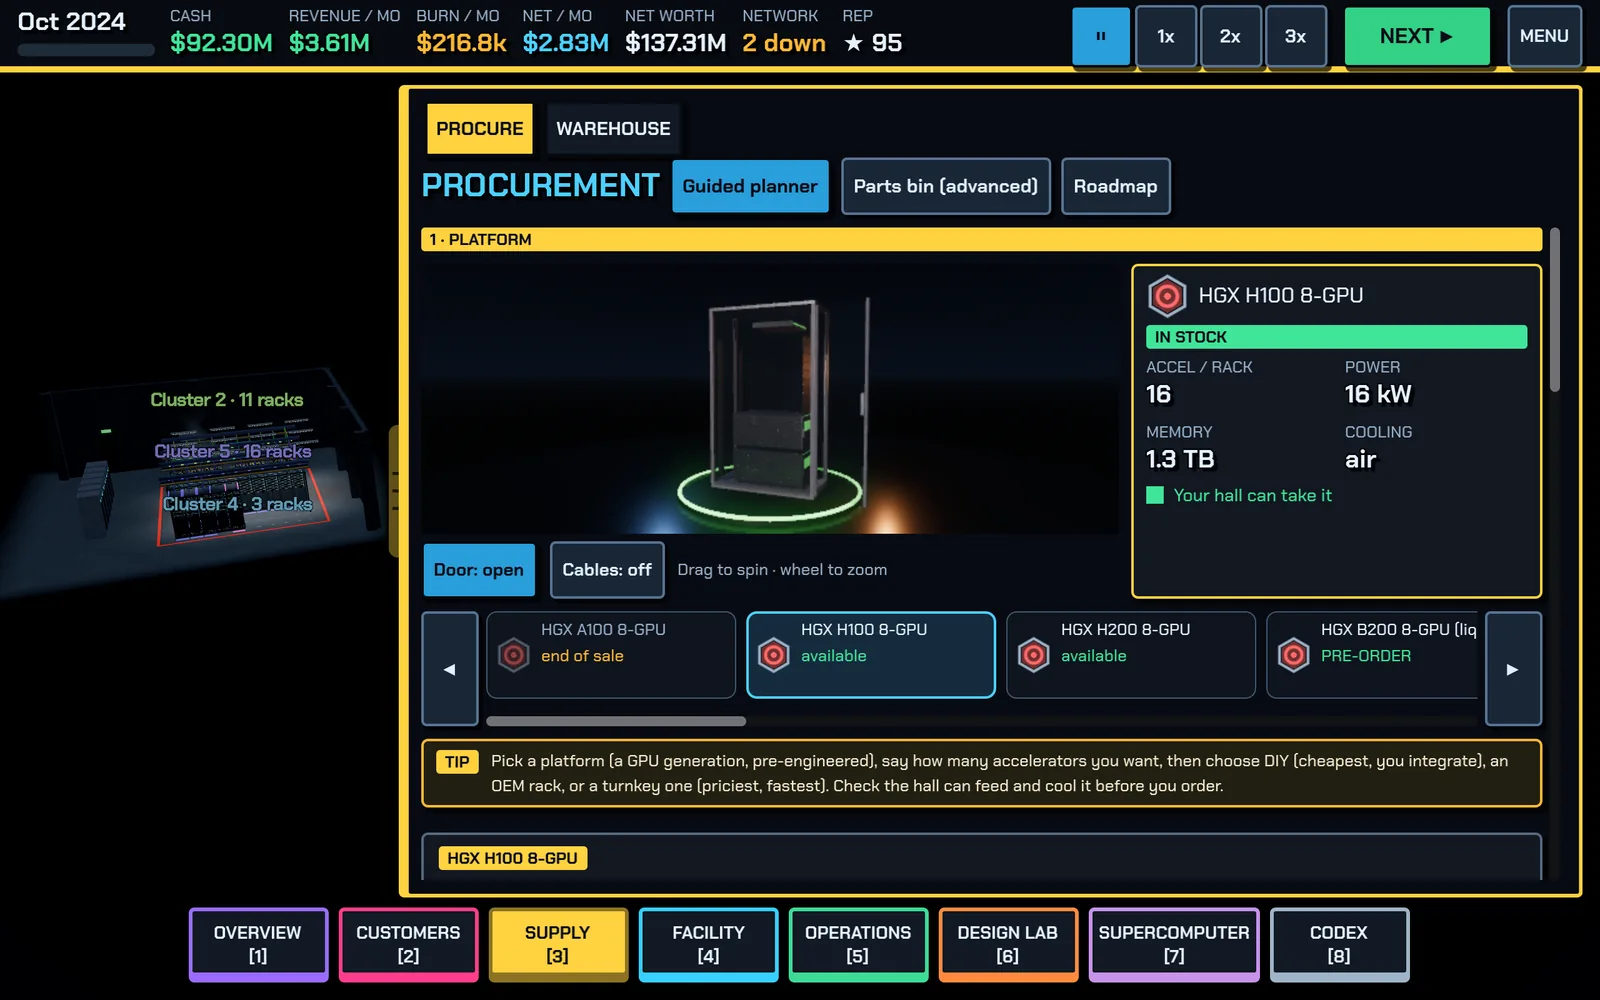 Oct 2024
CASH
$92.30M
REVENUE / MO
$3.61M
BURN / MO
$216.8k
NET / MO
$2.83M
NET WORTH
$137.31M
NETWORK
2 down
REP
★ 95
1x
2x
3x
NEXT ▸
MENU
PROCURE
WAREHOUSE
PROCUREMENT
Guided planner
Parts bin (advanced)
Roadmap
1 · PLATFORM
HGX H100 8-GPU
IN STOCK
ACCEL / RACK
POWER
16
16 kW
MEMORY
COOLING
1.3 TB
air
Your hall can take it
Cluster 2 · 11 racks
Cluster 5 · 16 racks
Cluster 4 · 3 racks
Door: open
Cables: off
Drag to spin · wheel to zoom
HGX A100 8-GPU
end of sale
HGX H100 8-GPU
available
HGX H200 8-GPU
available
HGX B200 8-GPU (liq
PRE-ORDER
TIP
Pick a platform (a GPU generation, pre-engineered), say how many accelerators you want, then choose DIY (cheapest, you integrate), an
OEM rack, or a turnkey one (priciest, fastest). Check the hall can feed and cool it before you order.
HGX H100 8-GPU
OVERVIEW
[1]
CUSTOMERS
[2]
SUPPLY
[3]
FACILITY
[4]
OPERATIONS
[5]
DESIGN LAB
[6]
SUPERCOMPUTER
[7]
CODEX
[8]